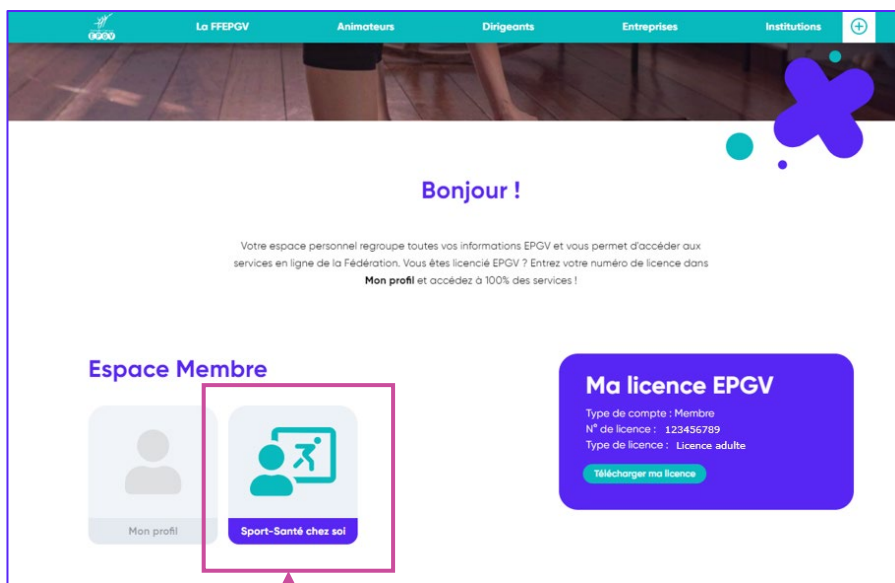 EPGV
La FFEPGV
Animateurs
Dirigeants
Entreprises
Institutions
Bonjour !
Votre espace personnel regroupe toutes vos informations EPGV et vous permet d'accéder aux
services en ligne de la Fédération. Vous êtes licencié EPGV ? Entrez votre numéro de licence dans
Mon profil et accédez à 100% des services !
Espace Membre
Mon profil
Sport-Santé chez soi
Ma licence EPGV
Type de compte : Membre
N° de licence : 123456789
Type de licence : Licence adulte
Télécharger ma licence